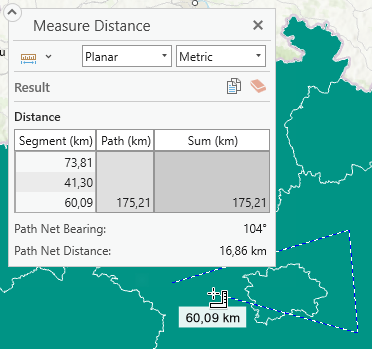 Measure Distance
Planar Metric
Result
Distance
Segment (km) Path (km) Sum (km)
73,81
41,30
60,09 175,21 175,21
Path Net Bearing: 104°
Path Net Distance: 16,86 km
60,09 km